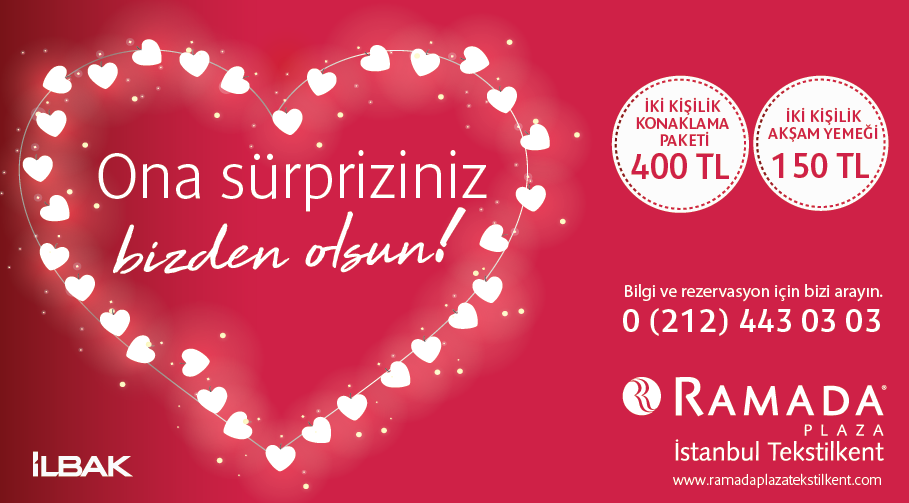 Ona sürpriziniz
bizden olsun!
İKİ KİŞİLİK
KONAKLAMA
PAKETİ
400 TL
İKİ KİŞİLİK
AKŞAM YEMEĞİ
150 TL
Bilgi ve rezervasyon için bizi arayın.
0 (212) 443 03 03
RAMADA®
PLAZA
İstanbul Tekstilkent
www.ramadaplazatekstilkent.com
İLBAK